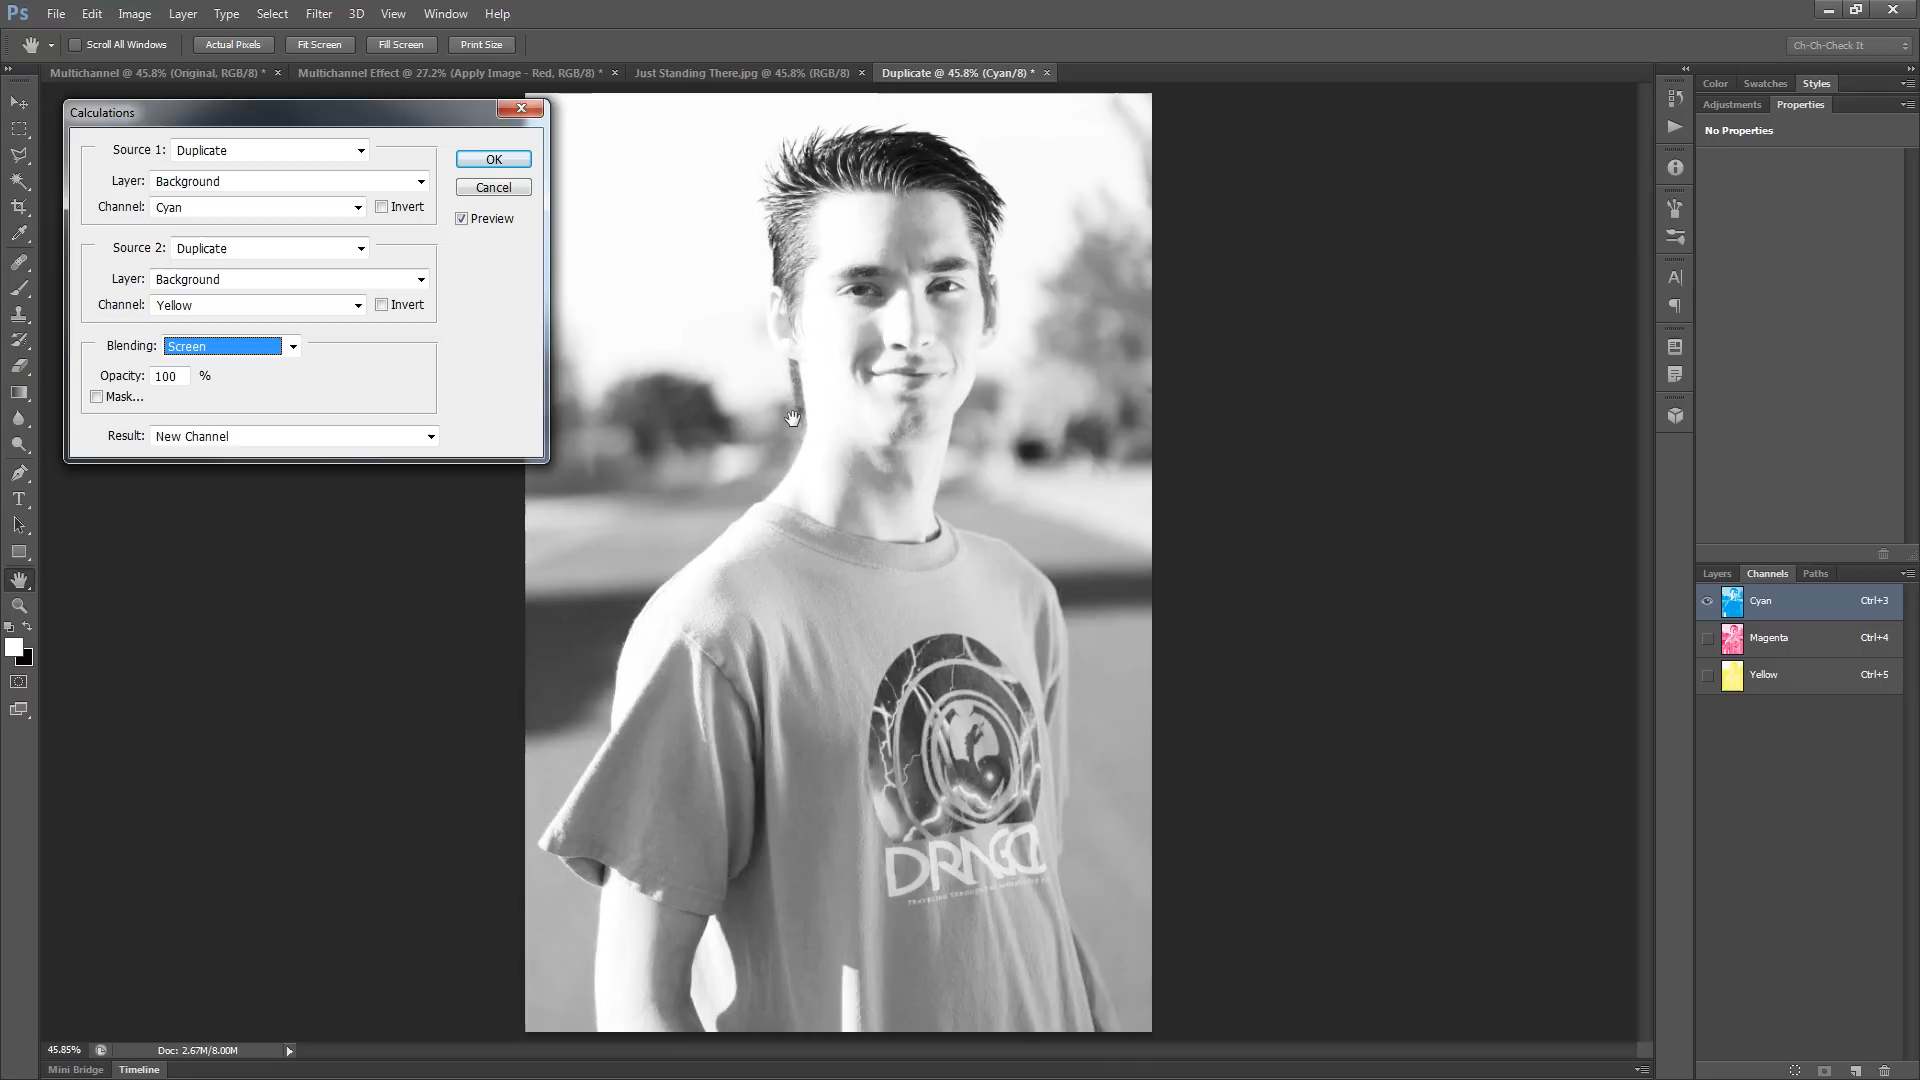 Ps File Edit Image Layer Type Select Filter 3D View Window Help
Scroll All Windows Actual Pixels Fit Screen Fill Screen Print Size Ch-Ch-Check It
Multichannel @ 45.8% (Original, RGB/8) * × Multichannel Effect @ 27.2% (Apply Image - Red, RGB/8) * × Just Standing There.jpg @ 45.8% (RGB/8) × Duplicate @ 45.8% (Cyan/8) * ×
Calculations
Source 1: Duplicate
Layer: Background
Channel: Cyan Invert
Source 2: Duplicate
Layer: Background
Channel: Yellow Invert
Blending: Screen
Opacity: 100 %
Mask...
Result: New Channel
OK
Cancel
Preview
DRAGO
Color Swatches Styles
Adjustments Properties
No Properties
Layers Channels Paths
Cyan Ctrl+3
Magenta Ctrl+4
Yellow Ctrl+5
45.85% Doc: 2.67M/8.00M
Mini Bridge Timeline